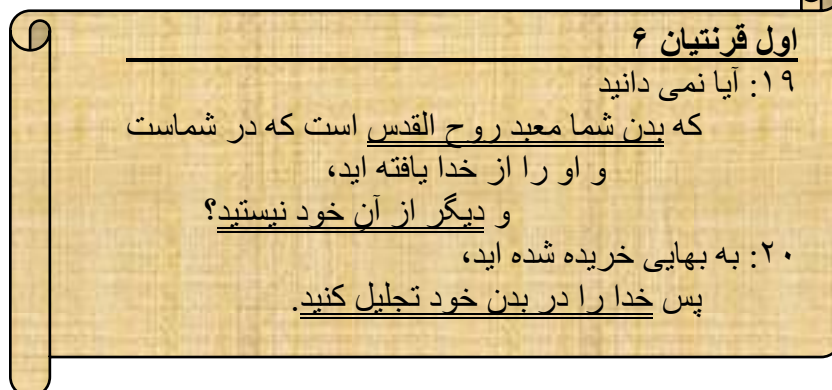 اول قرنتیان ۶
۱۹: آیا نمی دانید
که بدن شما معبد روح القدس است که در شماست
و او را از خدا یافته اید،
و دیگر از آنِ خود نیستید؟
۲۰: به بهایی خریده شده اید،
پس خدا را در بدن خود تجلیل کنید.